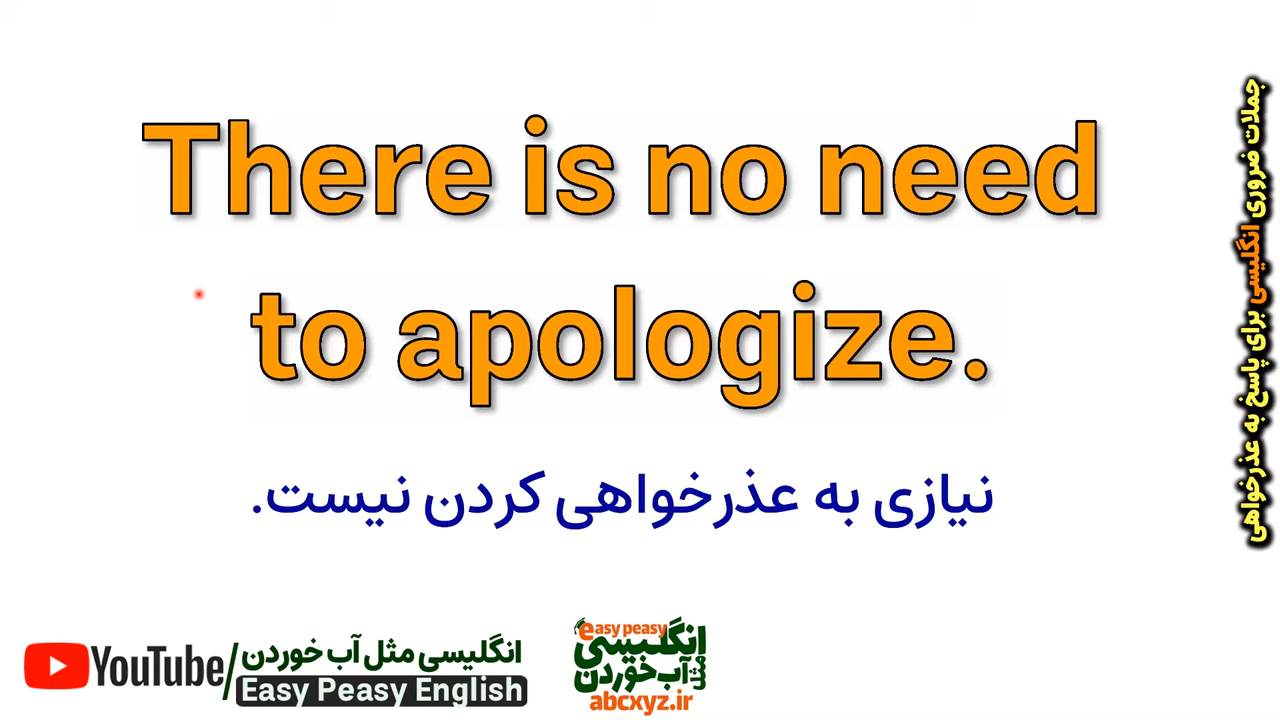 There is no need
to apologize.
نیازی به عذرخواهی کردن نیست.
جملات ضروری انگلیسی برای پاسخ به عذرخواهی
YouTube/انگلیسی مثل آب خوردن
Easy Peasy English
easy peasy
انگلیسی
مثل آب خوردن
abcxyz.ir